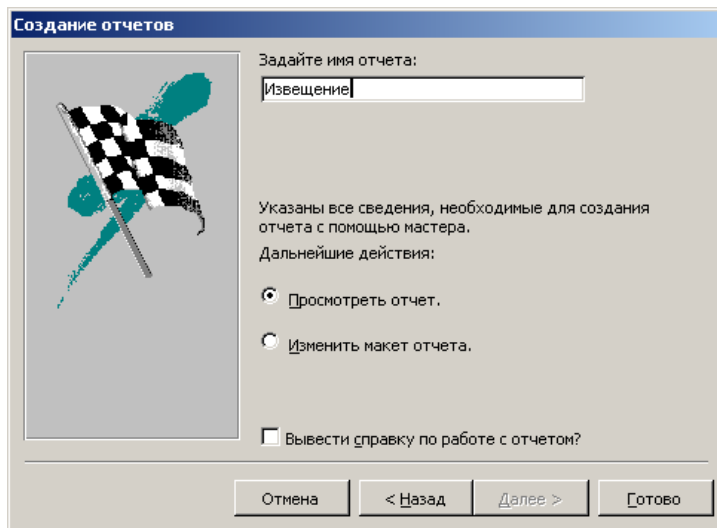 Создание отчетов
Задайте имя отчета:
Извещение
Указаны все сведения, необходимые для создания
отчета с помощью мастера.
Дальнейшие действия:
Просмотреть отчет.
Изменить макет отчета.
Вывести справку по работе с отчетом?
Отмена
< Назад
Далее >
Готово